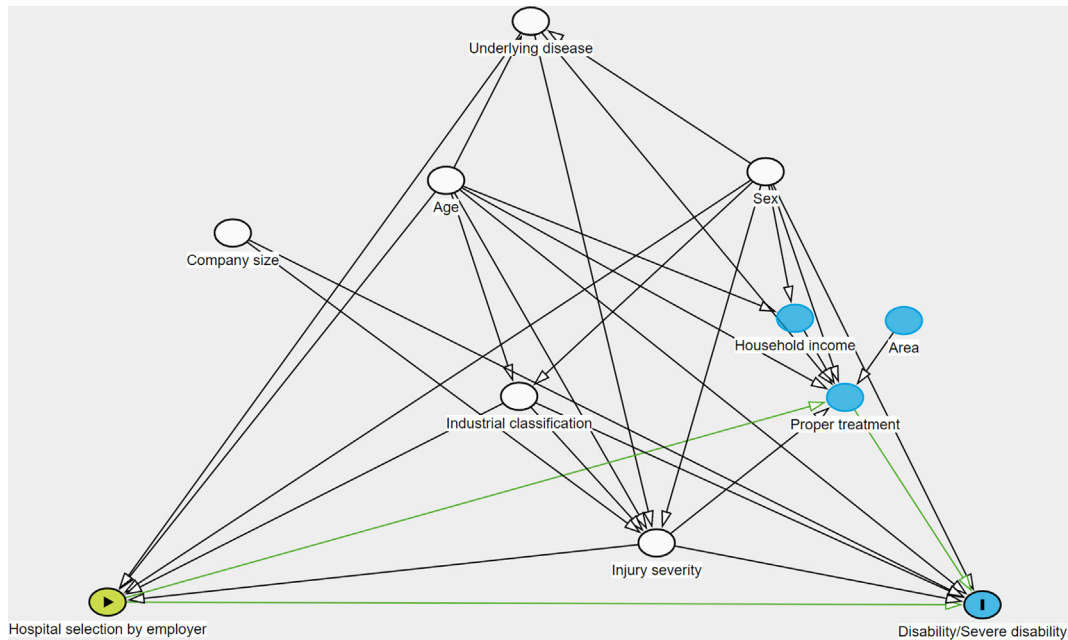 Underlying disease
Age
Sex
Company size
Household income
Area
Industrial classification
Proper treatment
Injury severity
Hospital selection by employer
Disability/Severe disability